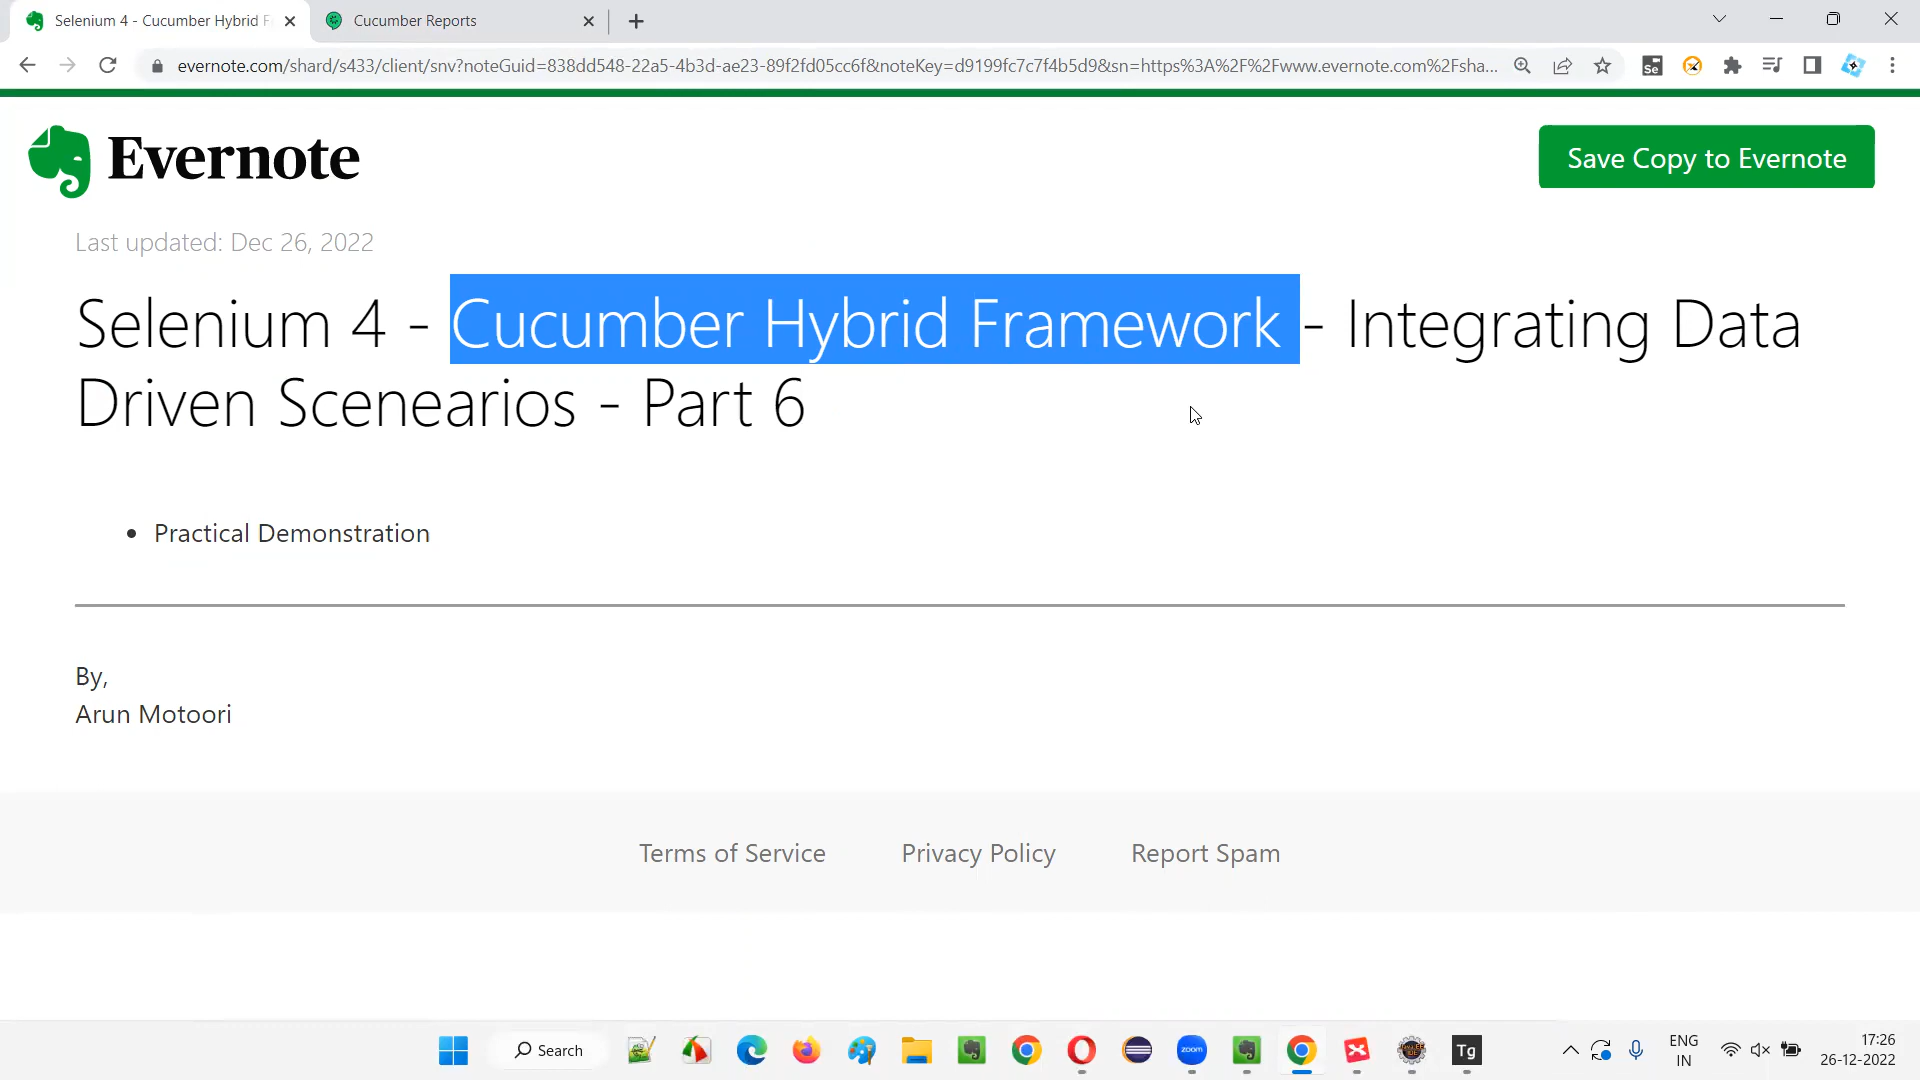 Selenium 4 - Cucumber Hybrid F
Cucumber Reports
evernote.com/shard/s433/client/snv?noteGuid=838dd548-22a5-4b3d-ae23-89f2fd05cc6f&noteKey=d9199fc7c7f4b5d9&sn=https%3A%2F%2Fwww.evernote.com%2Fsha...
Se
Evernote
Save Copy to Evernote
Last updated: Dec 26, 2022
Selenium 4 - Cucumber Hybrid Framework - Integrating Data
Driven Scenearios - Part 6
• Practical Demonstration
By,
Arun Motoori
Terms of Service Privacy Policy Report Spam
Search
zoom
Tg
ENG
IN
17:26
26-12-2022